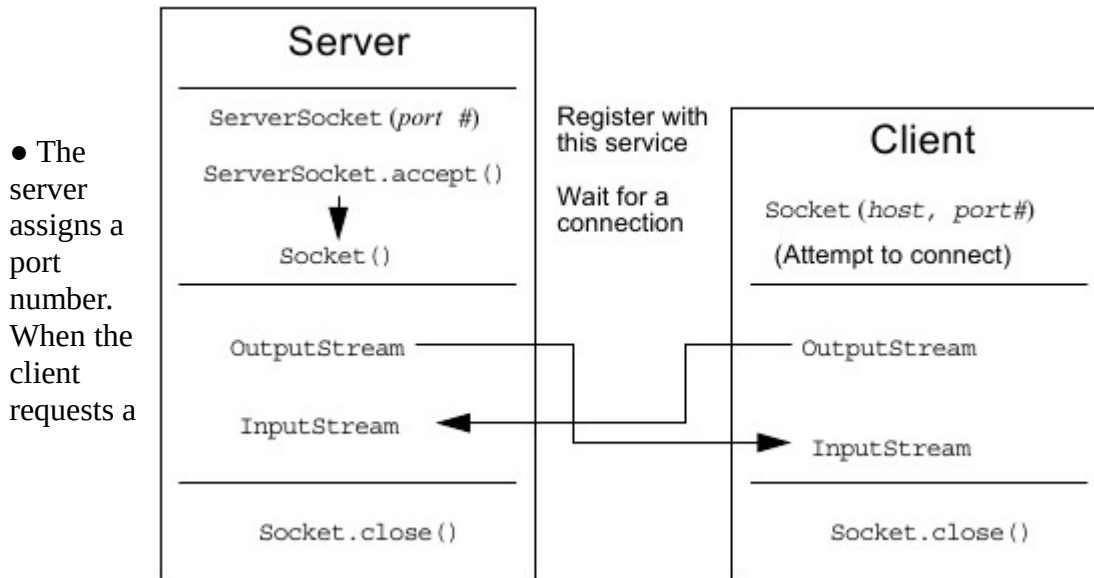 ● The
server
assigns a
port
number.
When the
client
requests a
Server
ServerSocket (port #)
ServerSocket.accept()
Socket()
OutputStream
InputStream
Socket.close()
Register with
this service
Wait for a
connection
Client
Socket (host, port#)
(Attempt to connect)
OutputStream
InputStream
Socket.close()